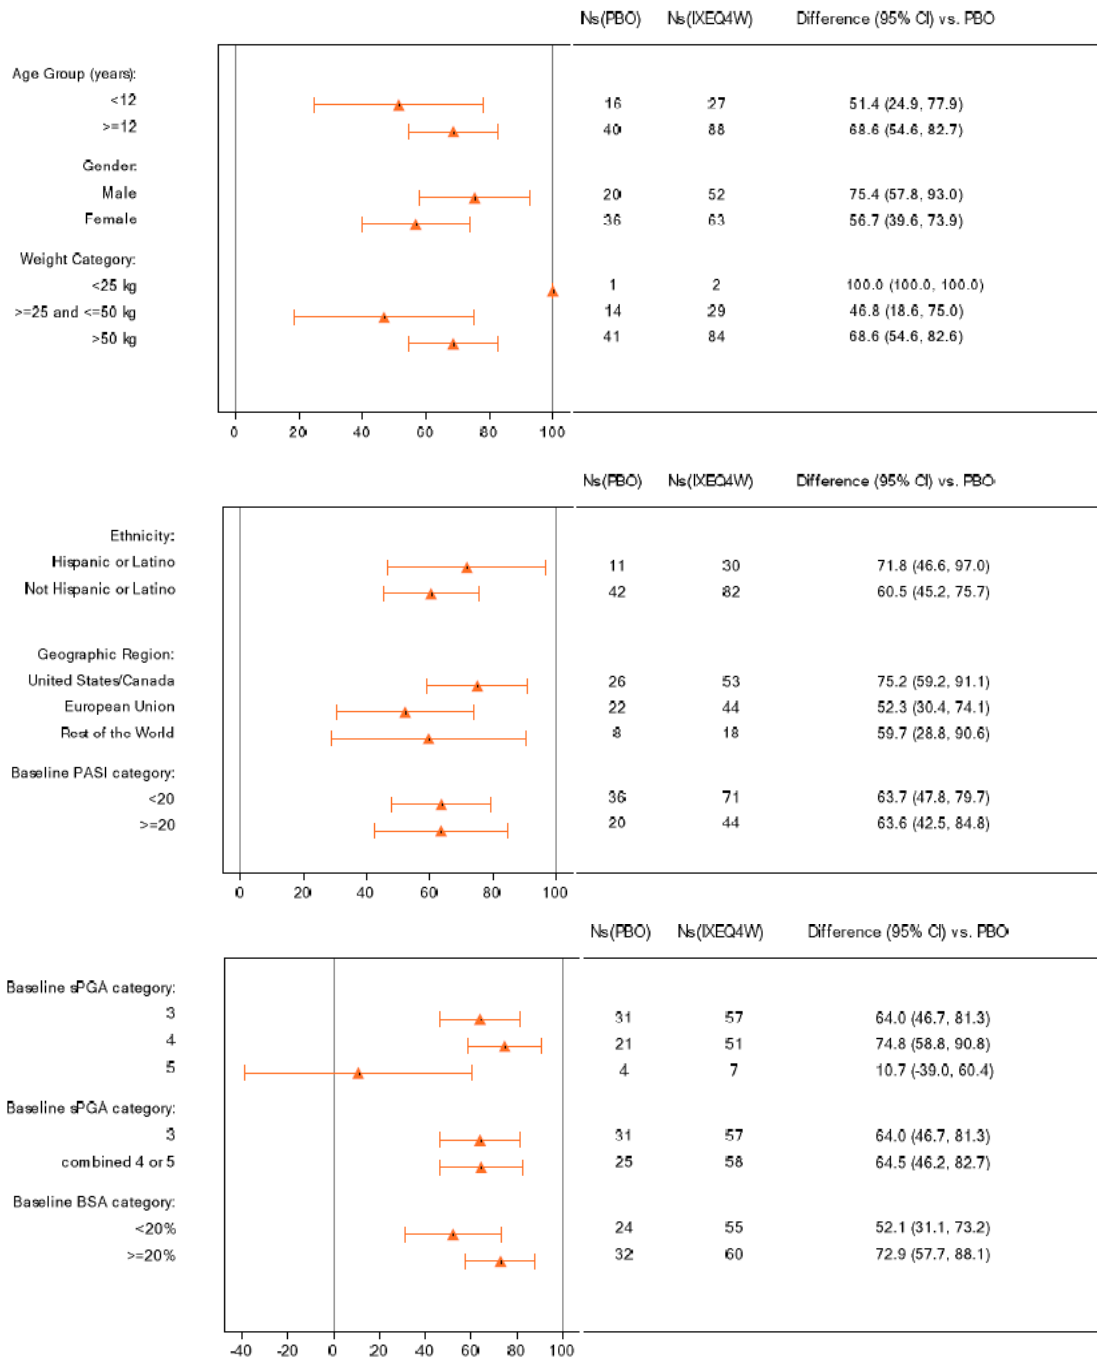 Ns(PBO) Ns(IXEQ4W) Difference (95% CI) vs. PBO
Age Group (years):
<12 16 27 51.4 (24.9, 77.9)
>=12 40 88 68.6 (54.6, 82.7)
Gender:
Male 20 52 75.4 (57.8, 93.0)
Female 36 63 56.7 (39.6, 73.9)
Weight Category:
<25 kg 1 2 100.0 (100.0, 100.0)
>=25 and <=50 kg 14 29 46.8 (18.6, 75.0)
>50 kg 41 84 68.6 (54.6, 82.6)
0 20 40 60 80 100
Ns(PBO) Ns(IXEQ4W) Difference (95% CI) vs. PBO
Ethnicity:
Hispanic or Latino 11 30 71.8 (46.6, 97.0)
Not Hispanic or Latino 42 82 60.5 (45.2, 75.7)
Geographic Region:
United States/Canada 26 53 75.2 (59.2, 91.1)
European Union 22 44 52.3 (30.4, 74.1)
Rest of the World 8 18 59.7 (28.8, 90.6)
Baseline PASI category:
<20 36 71 63.7 (47.8, 79.7)
>=20 20 44 63.6 (42.5, 84.8)
0 20 40 60 80 100
Ns(PBO) Ns(IXEQ4W) Difference (95% CI) vs. PBO
Baseline sPGA category:
3 31 57 64.0 (46.7, 81.3)
4 21 51 74.8 (58.8, 90.8)
5 4 7 10.7 (-39.0, 60.4)
Baseline sPGA category:
3 31 57 64.0 (46.7, 81.3)
combined 4 or 5 25 58 64.5 (46.2, 82.7)
Baseline BSA category:
<20% 24 55 52.1 (31.1, 73.2)
>=20% 32 60 72.9 (57.7, 88.1)
-40 -20 0 20 40 60 80 100